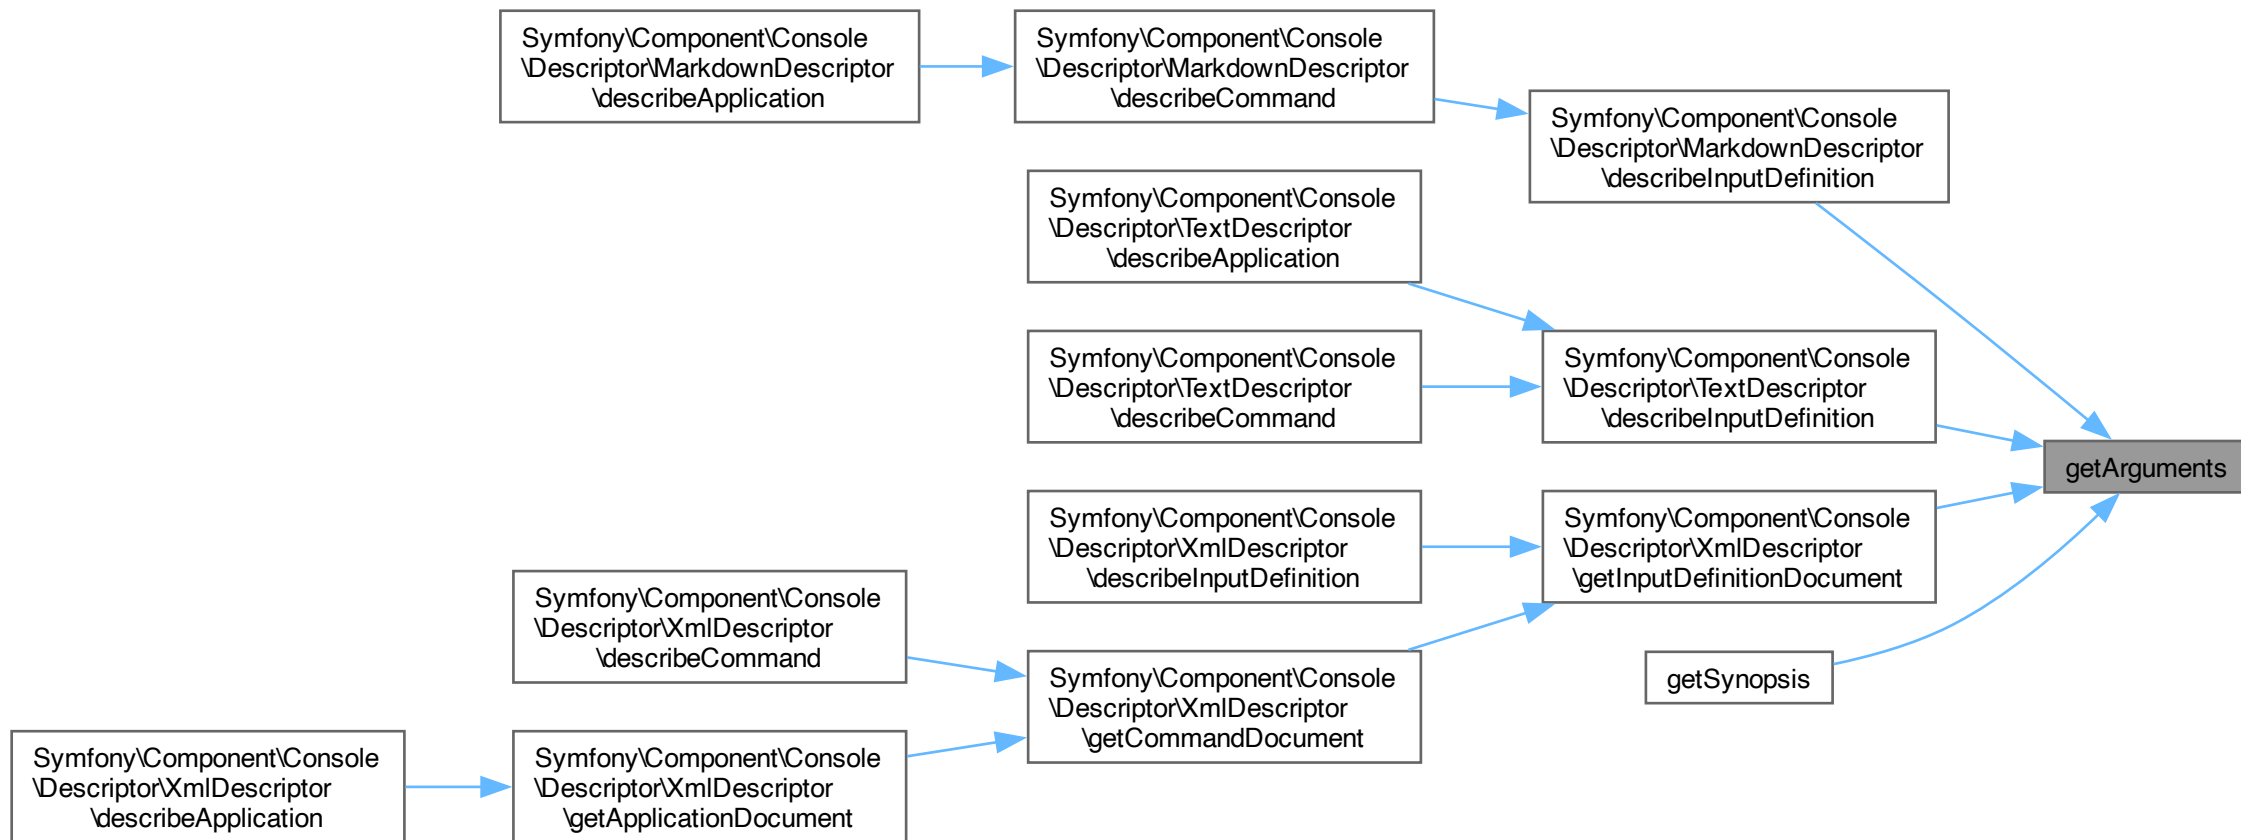 Symfony\Component\Console
\Descriptor\MarkdownDescriptor
\describeApplication
Symfony\Component\Console
\Descriptor\MarkdownDescriptor
\describeCommand
Symfony\Component\Console
\Descriptor\MarkdownDescriptor
\describeInputDefinition
Symfony\Component\Console
\Descriptor\TextDescriptor
\describeApplication
Symfony\Component\Console
\Descriptor\TextDescriptor
\describeCommand
Symfony\Component\Console
\Descriptor\TextDescriptor
\describeInputDefinition
getArguments
Symfony\Component\Console
\Descriptor\XmlDescriptor
\describeInputDefinition
Symfony\Component\Console
\Descriptor\XmlDescriptor
\getInputDefinitionDocument
Symfony\Component\Console
\Descriptor\XmlDescriptor
\describeCommand
Symfony\Component\Console
\Descriptor\XmlDescriptor
\getCommandDocument
getSynopsis
Symfony\Component\Console
\Descriptor\XmlDescriptor
\describeApplication
Symfony\Component\Console
\Descriptor\XmlDescriptor
\getApplicationDocument